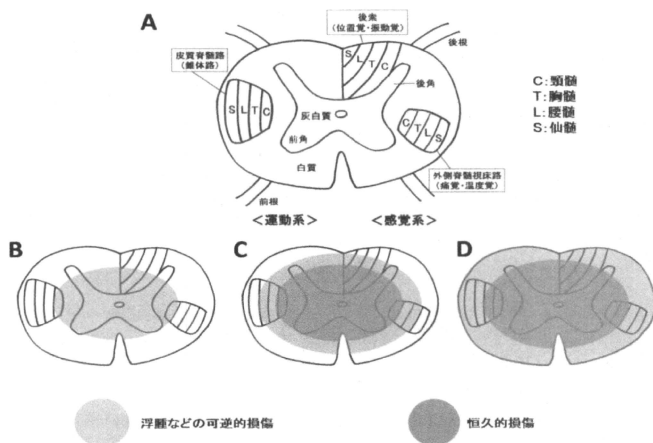 A
後索
(位置覚・振動覚)
後根
皮質脊髄路
(錐体路)
S L T C
S L T C
後角
C:頸髄
T:胸髄
L:腰髄
S:仙髄
灰白質
前角
C T L S
白質
外側脊髄視床路
(痛覚・温度覚)
前根
<運動系>
<感覚系>
B
C
D
浮腫などの可逆的損傷
恒久的損傷